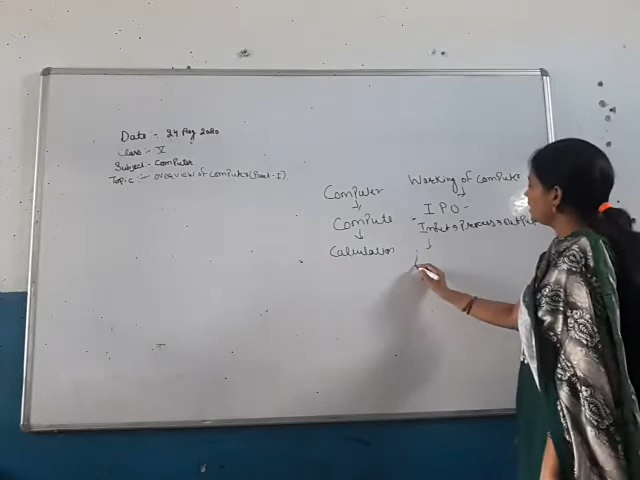 Date :- 24 Aug 2020
Class :- V
Subject - Computer
Topic :- overview of computer (Part-I)
Computer
↓
Compute
↓
Calculation
Working of Computer
↓
I P O -
Input → Process → Output
↓